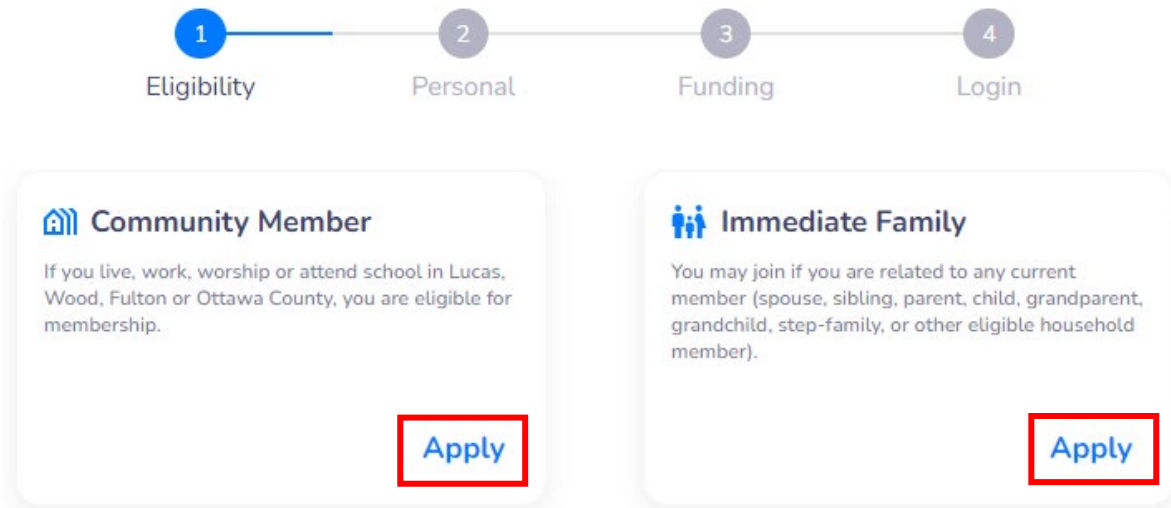 1 2 3 4
Eligibility Personal Funding Login
Community Member
If you live, work, worship or attend school in Lucas,
Wood, Fulton or Ottawa County, you are eligible for
membership.
Apply
Immediate Family
You may join if you are related to any current
member (spouse, sibling, parent, child, grandparent,
grandchild, step-family, or other eligible household
member).
Apply